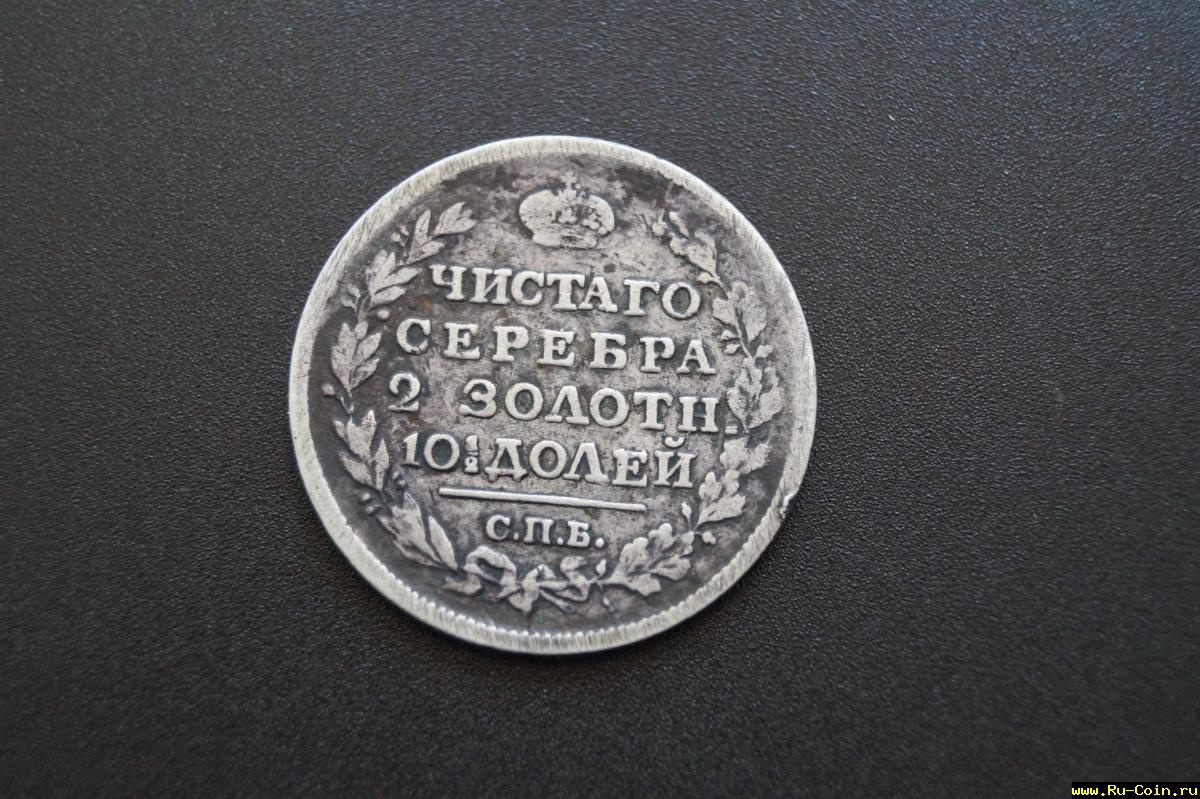 ЧИСТАГО
СЕРЕБРА
2 ЗОЛОТН.
10½ ДОЛЕЙ
С.П.Б.
www.Ru-Coin.ru